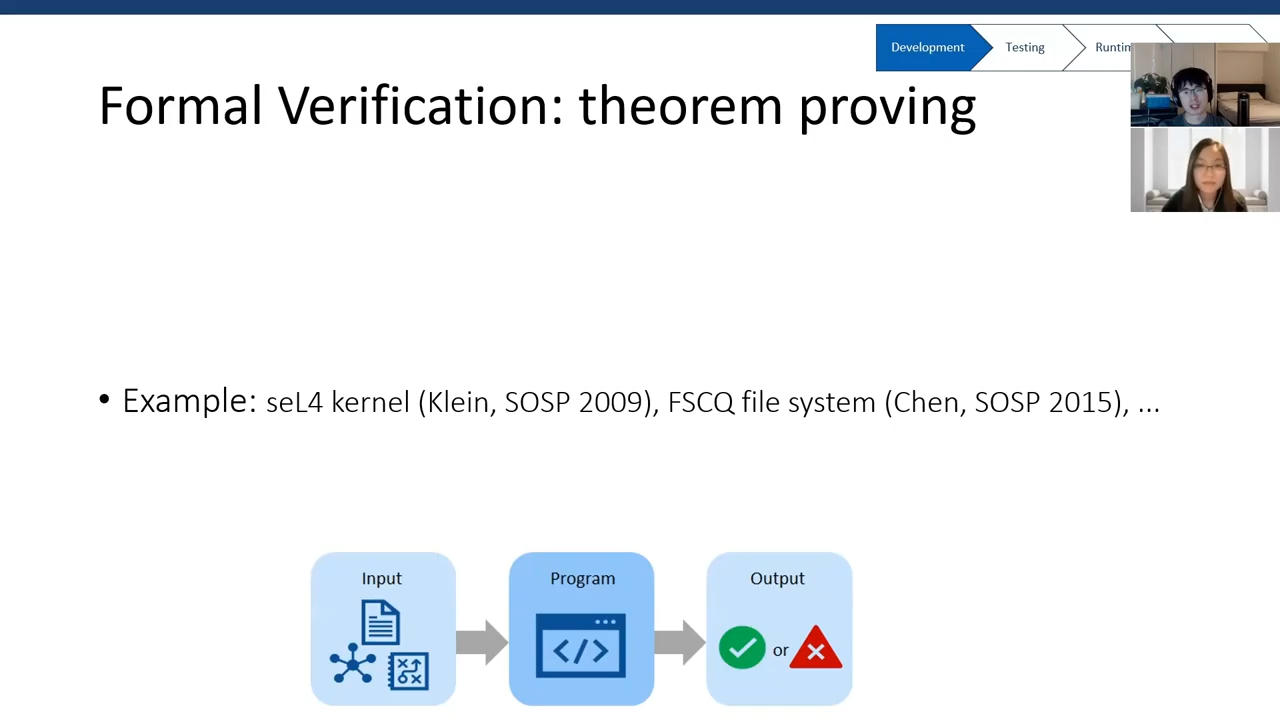 Development
Testing
Formal Verification: theorem proving
• Example: seL4 kernel (Klein, SOSP 2009), FSCQ file system (Chen, SOSP 2015), ...
Input
Program
Output
</>
or